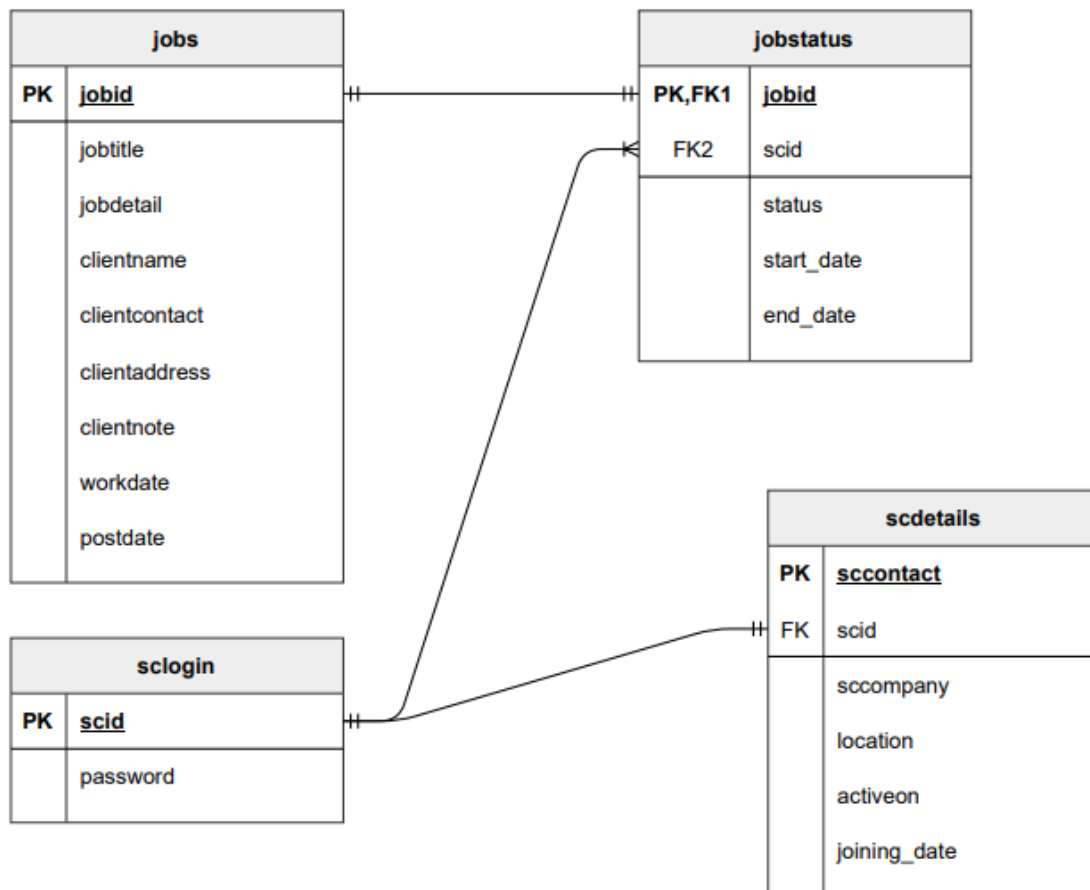 jobs
PK jobid
jobtitle
jobdetail
clientname
clientcontact
clientaddress
clientnote
workdate
postdate
jobstatus
PK,FK1 jobid
FK2 scid
status
start_date
end_date
sclogin
PK scid
password
scdetails
PK sccontact
FK scid
sccompany
location
activeon
joining_date